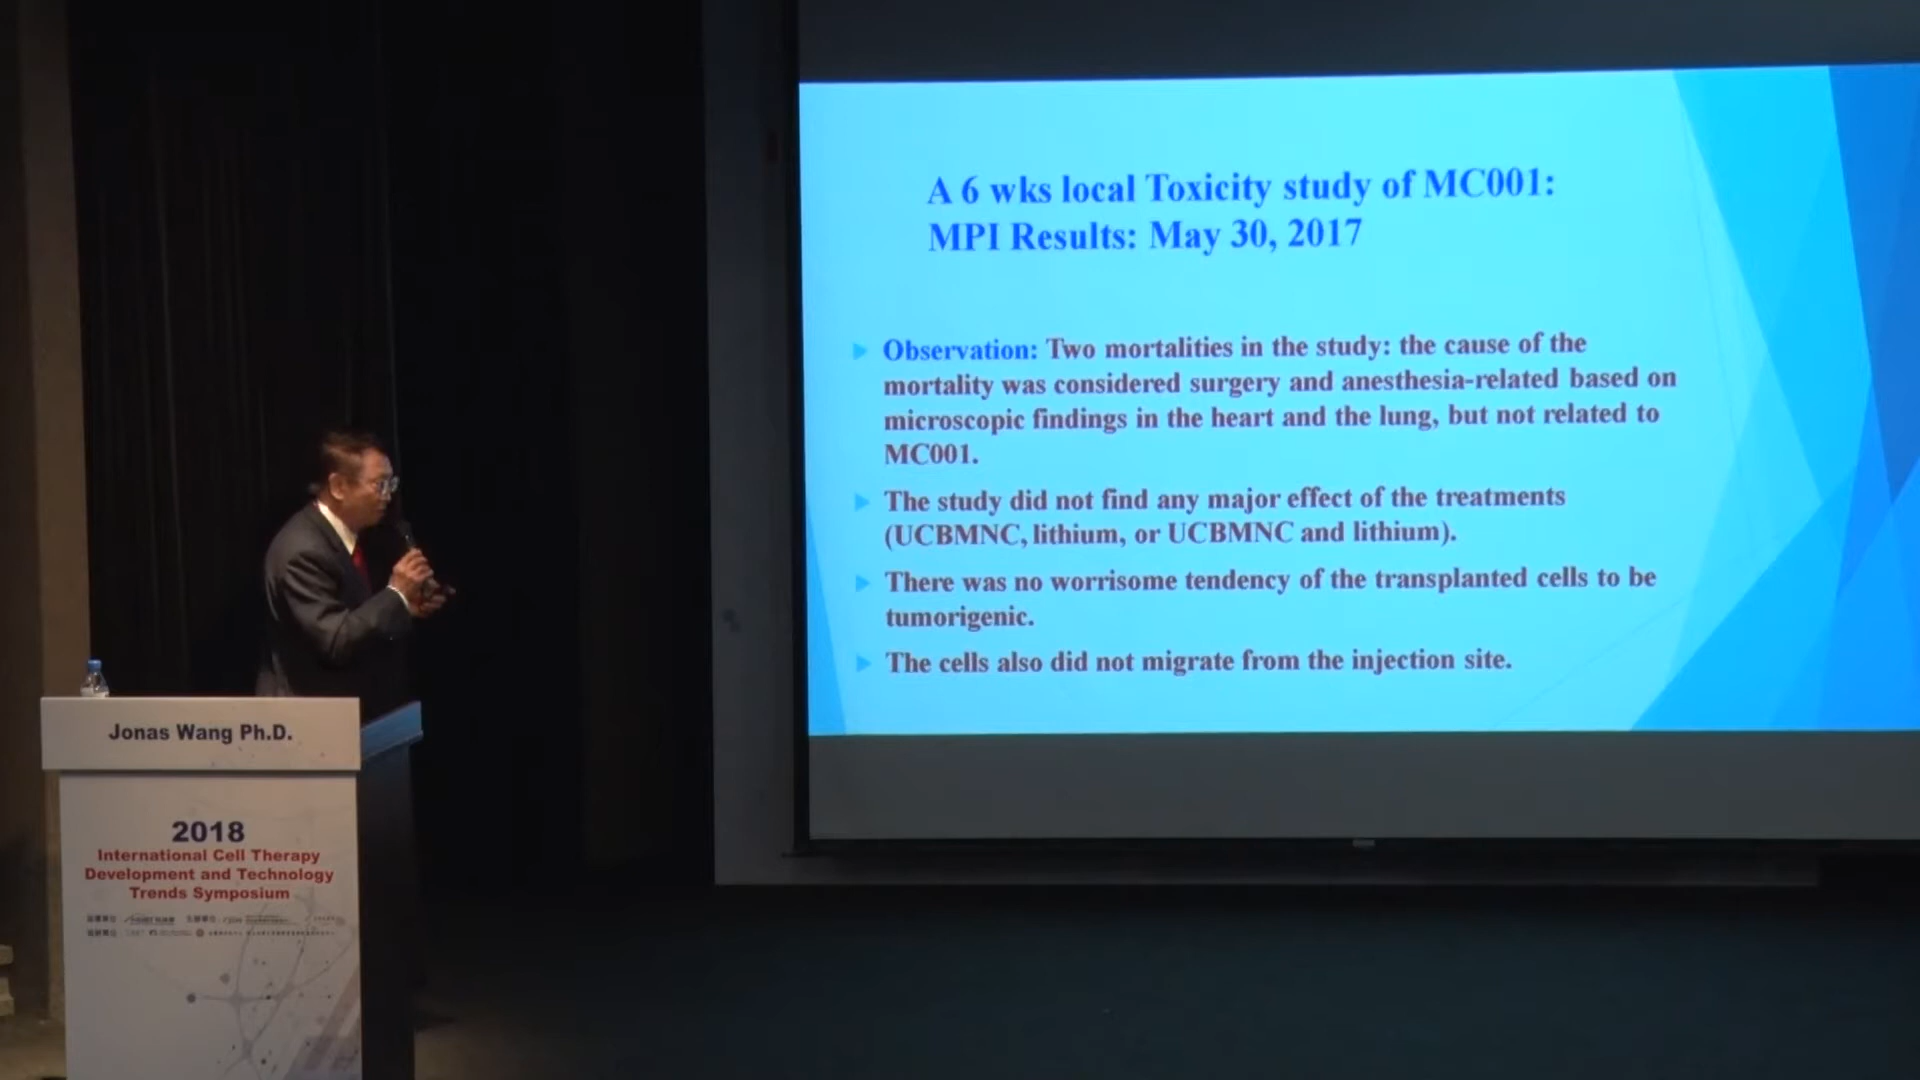 A 6 wks local Toxicity study of MC001:
MPI Results: May 30, 2017
Observation: Two mortalities in the study: the cause of the
mortality was considered surgery and anesthesia-related based on
microscopic findings in the heart and the lung, but not related to
MC001.
The study did not find any major effect of the treatments
(UCBMNC, lithium, or UCBMNC and lithium).
There was no worrisome tendency of the transplanted cells to be
tumorigenic.
The cells also did not migrate from the injection site.
Jonas Wang Ph.D.
2018
International Cell Therapy
Development and Technology
Trends Symposium